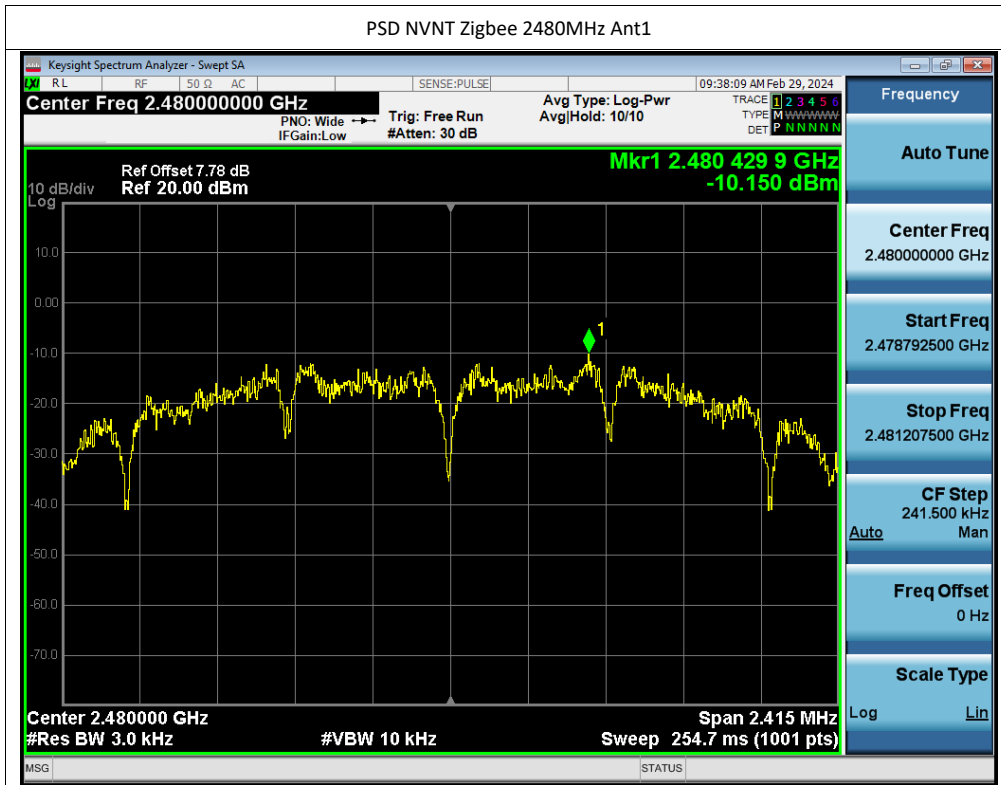 PSD NVNT Zigbee 2480MHz Ant1
Keysight Spectrum Analyzer - Swept SA
LXI RL RF 50 Ω AC SENSE:PULSE 09:38:09 AM Feb 29, 2024
Center Freq 2.480000000 GHz
PNO: Wide
IFGain:Low
Trig: Free Run
#Atten: 30 dB
Avg Type: Log-Pwr
Avg|Hold: 10/10
TRACE 1 2 3 4 5 6
TYPE M WWWWW
DET P N N N N N
Ref Offset 7.78 dB
10 dB/div Ref 20.00 dBm
Log
Mkr1 2.480 429 9 GHz
-10.150 dBm
1
10.0
0.00
-10.0
-20.0
-30.0
-40.0
-50.0
-60.0
-70.0
Center 2.480000 GHz Span 2.415 MHz
#Res BW 3.0 kHz #VBW 10 kHz Sweep 254.7 ms (1001 pts)
MSG STATUS
Frequency
Auto Tune
Center Freq
2.480000000 GHz
Start Freq
2.478792500 GHz
Stop Freq
2.481207500 GHz
CF Step
241.500 kHz
Auto Man
Freq Offset
0 Hz
Scale Type
Log Lin